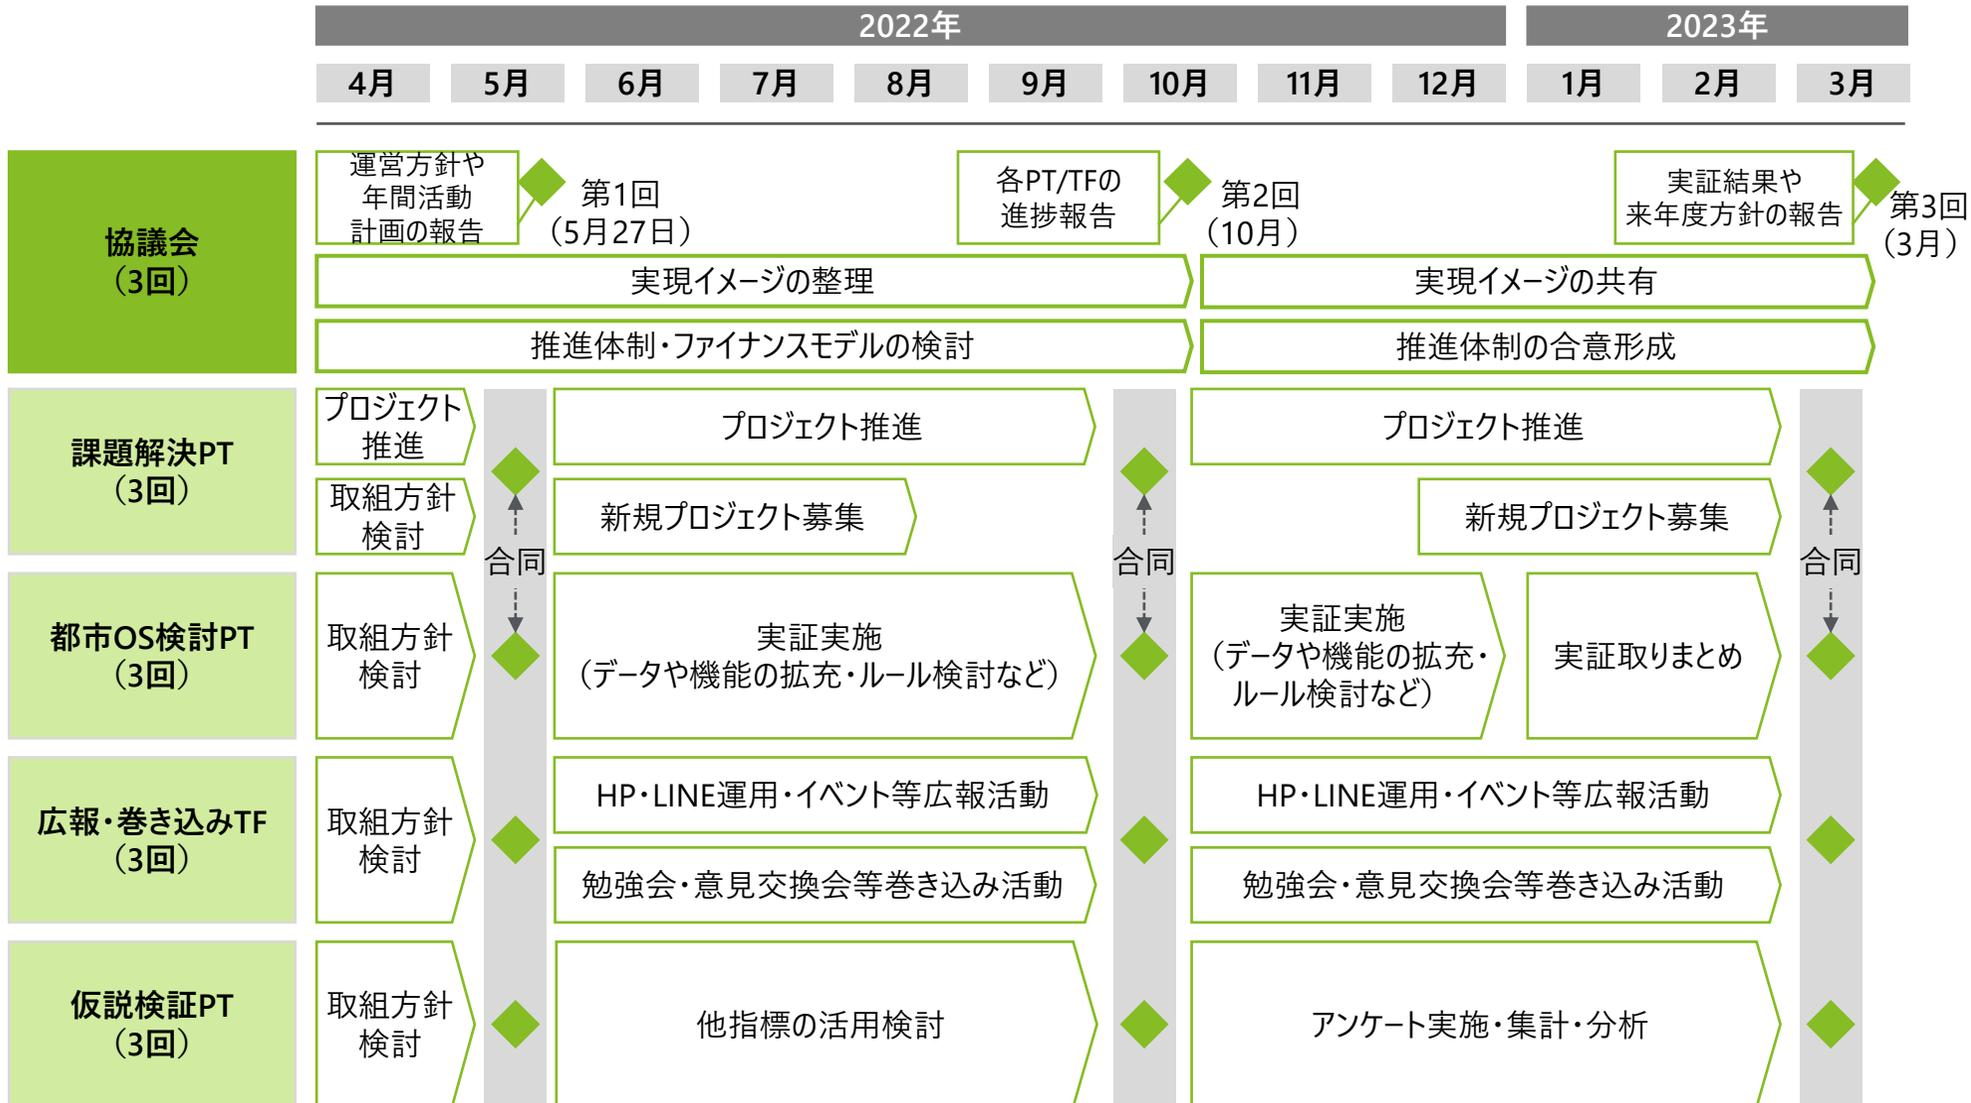 2022年
2023年
4月
5月
6月
7月
8月
9月
10月
11月
12月
1月
2月
3月
協議会
（3回）
運営方針や
年間活動
計画の報告
第1回
（5月27日）
各PT/TFの
進捗報告
第2回
（10月）
実証結果や
来年度方針の報告
第3回
（3月）
実現イメージの整理
実現イメージの共有
推進体制・ファイナンスモデルの検討
推進体制の合意形成
課題解決PT
（3回）
プロジェクト
推進
プロジェクト推進
プロジェクト推進
取組方針
検討
新規プロジェクト募集
新規プロジェクト募集
合同
合同
合同
都市OS検討PT
（3回）
取組方針
検討
実証実施
（データや機能の拡充・ルール検討など）
実証実施
（データや機能の拡充・
ルール検討など）
実証取りまとめ
広報・巻き込みTF
（3回）
取組方針
検討
HP・LINE運用・イベント等広報活動
HP・LINE運用・イベント等広報活動
勉強会・意見交換会等巻き込み活動
勉強会・意見交換会等巻き込み活動
仮説検証PT
（3回）
取組方針
検討
他指標の活用検討
アンケート実施・集計・分析